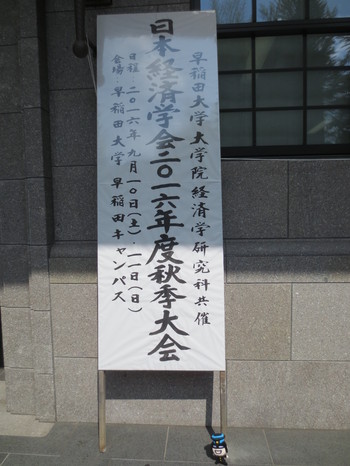 早稲田大学大学院経済学研究科共催
日本経済学会二〇一六年度秋季大会
日程：二〇一六年九月一〇日(土)・一一日(日)
会場：早稲田大学 早稲田キャンパス